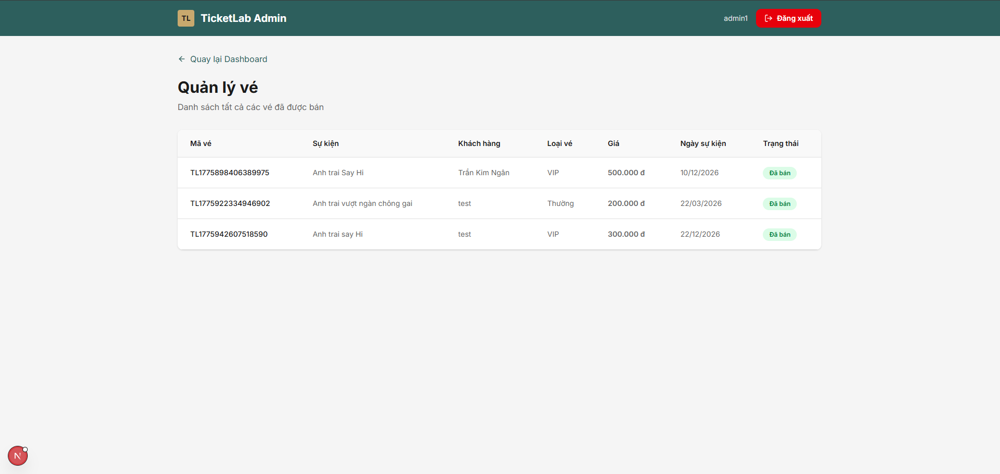 TL TicketLab Admin admin1 Đăng xuất
Quay lại Dashboard
Quản lý vé
Danh sách tất cả các vé đã được bán
Mã vé Sự kiện Khách hàng Loại vé Giá Ngày sự kiện Trạng thái
TL1775898406389975 Anh trai Say Hi Trần Kim Ngân VIP 500.000 đ 10/12/2026 Đã bán
TL1775922334946902 Anh trai vượt ngàn chông gai test Thường 200.000 đ 22/03/2026 Đã bán
TL1775942607518590 Anh trai say Hi test VIP 300.000 đ 22/12/2026 Đã bán
N